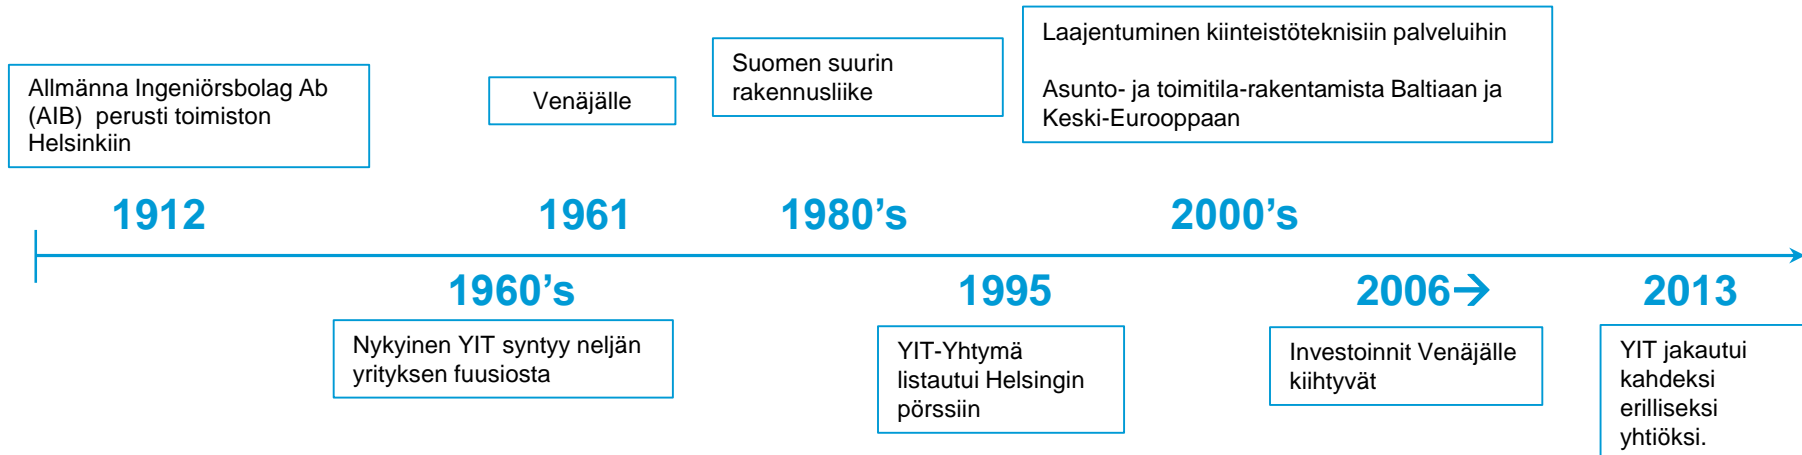 Allmänna Ingeniörsbolag Ab
(AIB) perusti toimiston
Helsinkiin
Venäjälle
Suomen suurin
rakennusliike
Laajentuminen kiinteistöteknisiin palveluihin
Asunto- ja toimitila-rakentamista Baltiaan ja
Keski-Eurooppaan
1912
1961
1980’s
2000’s
1960’s
1995
2006→
2013
Nykyinen YIT syntyy neljän
yrityksen fuusiosta
YIT-Yhtymä
listautui Helsingin
pörssiin
Investoinnit Venäjälle
kiihtyvät
YIT jakautui
kahdeksi
erilliseksi
yhtiöksi.